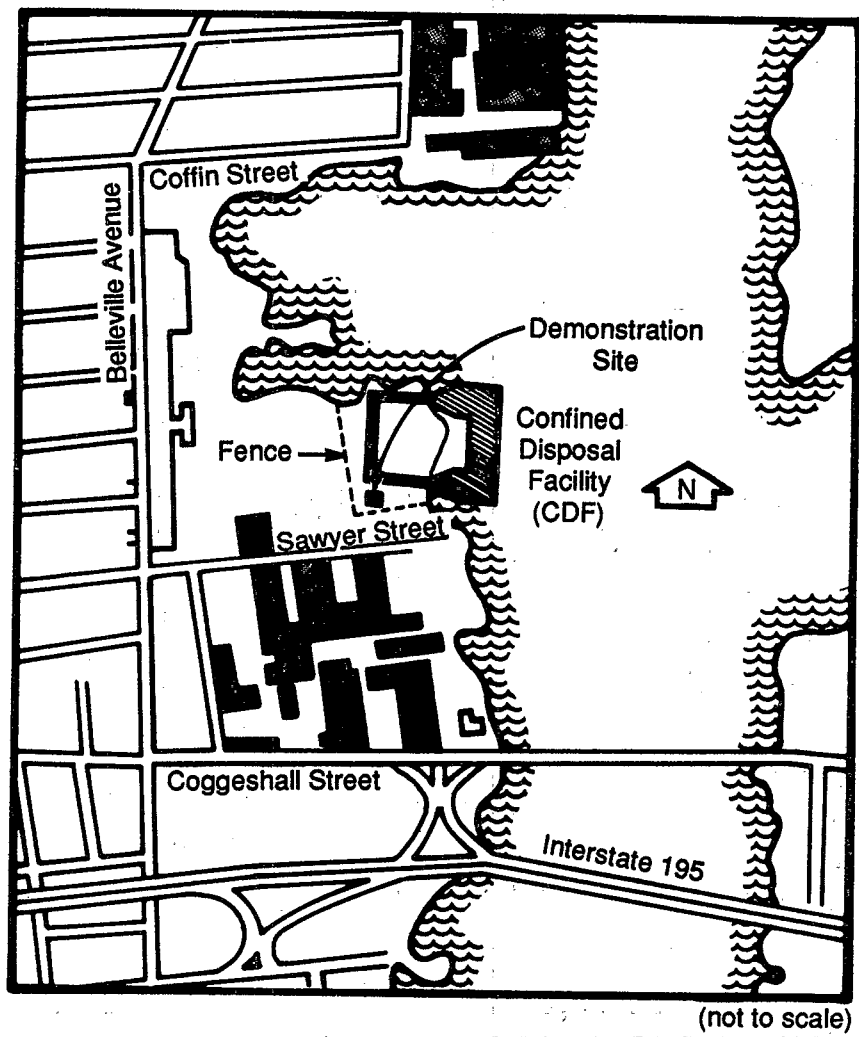 Coffin Street
Belleville Avenue
Demonstration
Site
Confined
Disposal
Facility
(CDF)
Fence
N
Sawyer Street
Coggeshall Street
Interstate 195
(not to scale)